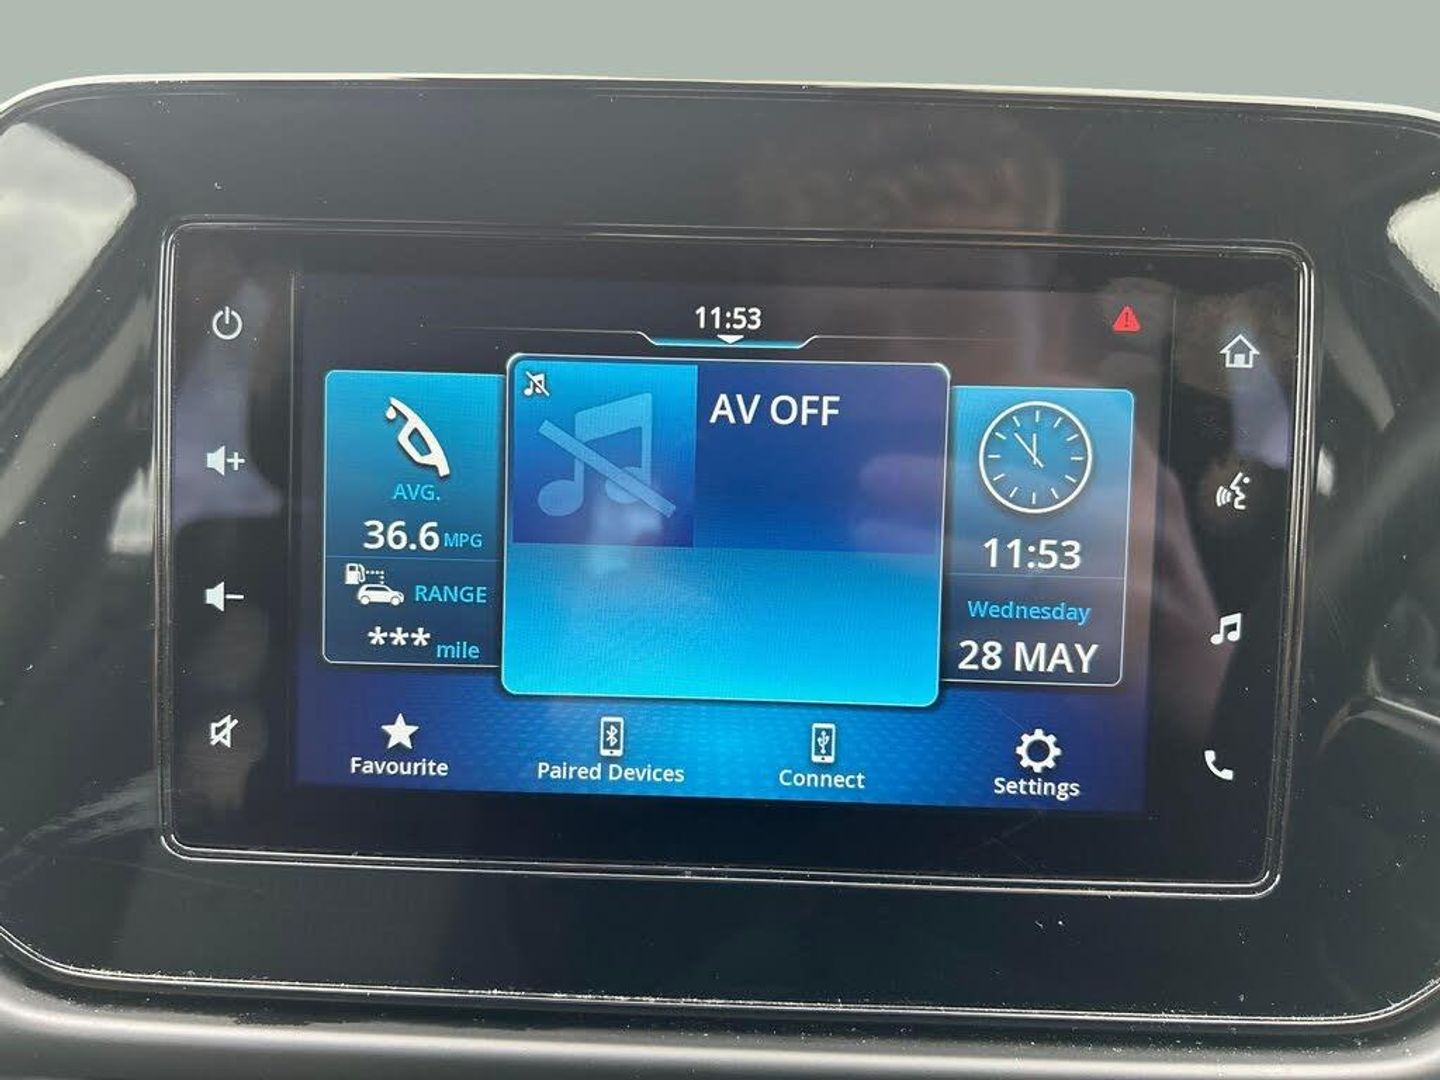 11:53
AV OFF
AVG.
36.6 MPG
RANGE
*** mile
11:53
Wednesday
28 MAY
Favourite
Paired Devices
Connect
Settings